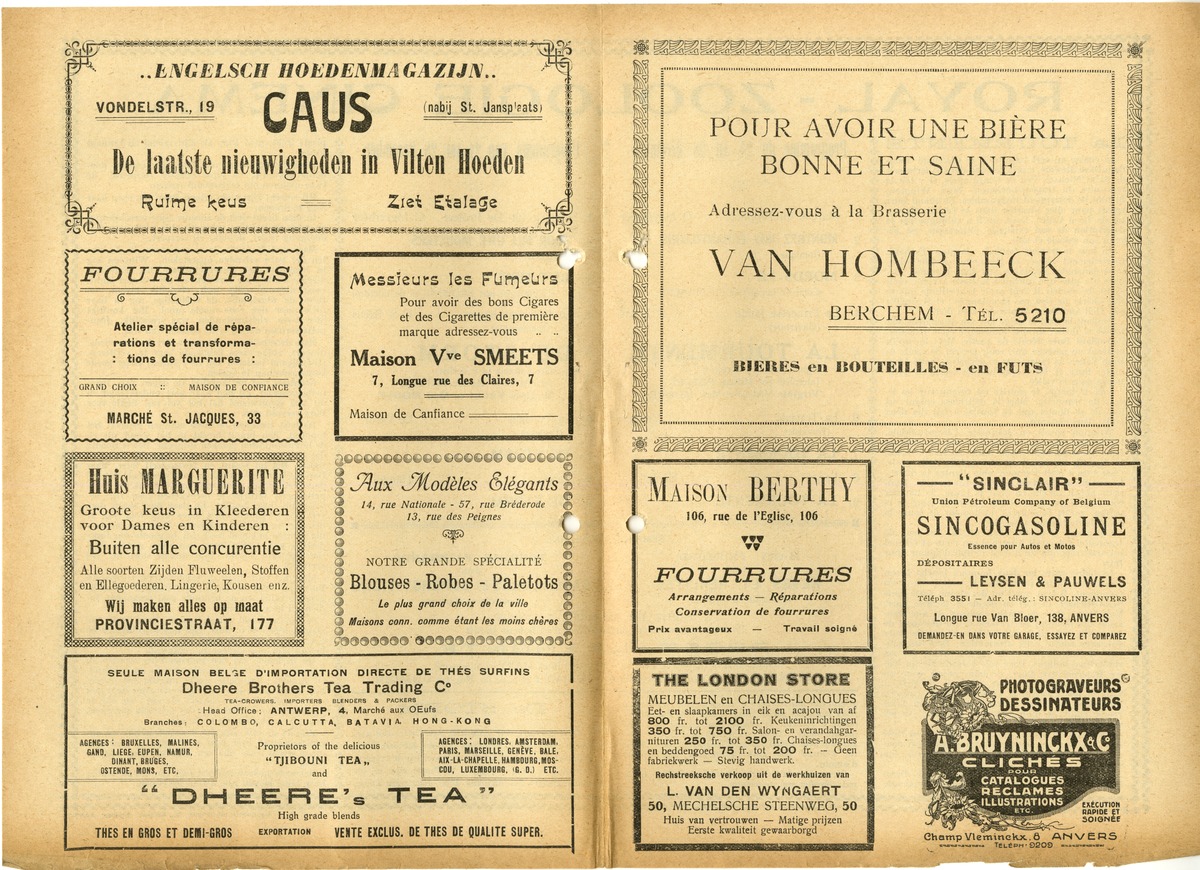 ..ENGELSCH HOEDENMAGAZIJN..
VONDELSTR., 19
CAUS
(nabij St. Jansplaats)
De laatste nieuwigheden in Vilten Hoeden
Ruime keus
Ziet Etalage
FOURRURES
Atelier spécial de répa-
rations et transforma-
: tions de fourrures :
GRAND CHOIX :: MAISON DE CONFIANCE
MARCHÉ St. JACQUES, 33
Messieurs les Fumeurs
Pour avoir des bons Cigares
et des Cigarettes de première
marque adressez-vous .. ..
Maison Vve SMEETS
7, Longue rue des Claires, 7
Maison de Canfiance
Huis MARGUERITE
Groote keus in Kleederen
voor Dames en Kinderen :
Buiten alle concurentie
Alle soorten Zijden Fluweelen, Stoffen
en Ellegoederen. Lingerie, Kousen enz.
Wij maken alles op maat
PROVINCIESTRAAT, 177
Aux Modèles Elégants
14, rue Nationale - 57, rue Bréderode
13, rue des Peignes
NOTRE GRANDE SPÉCIALITÉ
Blouses - Robes - Paletots
Le plus grand choix de la ville
Maisons conn. comme étant les moins chères
SEULE MAISON BELGE D'IMPORTATION DIRECTE DE THÉS SURFINS
Dheere Brothers Tea Trading Co
TEA-CROWERS, IMPORTERS BLENDERS & PACKERS
Head Office: ANTWERP, 4, Marché aux OEufs
Branches: COLOMBO, CALCUTTA, BATAVIA HONG-KONG
AGENCES: BRUXELLES, MALINES,
GAND, LIEGE, EUPEN, NAMUR,
DINANT, BRUGES,
OSTENDE, MONS, ETC,
Proprietors of the delicious
"TJIBOUNI TEA„
and
AGENCES: LONDRES, AMSTERDAM,
PARIS, MARSEILLE, GENÈVE, BALE,
AIX-LA-CHAPELLE, HAMBOURG, MOS-
COU, LUXEMBOURG, (G. D.) ETC.
"DHEERE's TEA"
High grade blends
THES EN GROS ET DEMI-GROS EXPORTATION VENTE EXCLUS. DE THES DE QUALITE SUPER.
POUR AVOIR UNE BIÈRE
BONNE ET SAINE
Adressez-vous à la Brasserie
VAN HOMBEECK
BERCHEM - TÉL. 5210
BIERES en BOUTEILLES - en FUTS
MAISON BERTHY
106, rue de l'Eglise, 106
FOURRURES
Arrangements — Réparations
Conservation de fourrures
Prix avantageux — Travail soigné
"SINCLAIR"
Union Pétroleum Company of Belgium
SINCOGASOLINE
Essence pour Autos et Motos
DÉPOSITAIRES
LEYSEN & PAUWELS
Téléph 3551 — Adr. télég.: SINCOLINE-ANVERS
Longue rue Van Bloer, 138, ANVERS
DEMANDEZ-EN DANS VOTRE GARAGE, ESSAYEZ ET COMPAREZ
THE LONDON STORE
MEUBELEN en CHAISES-LONGUES
Eet- en slaapkamers in eik en acajou van af
800 fr. tot 2100 fr. Keukeninrichtingen
350 fr. tot 750 fr. Salon- en verandahgar-
nituren 250 fr. tot 350 fr. Chaises-longues
en beddengoed 75 fr. tot 200 fr. — Geen
fabriekwerk — Stevig handwerk.
Rechstreeksche verkoop uit de werkhuizen van
L. VAN DEN WYNGAERT
50, MECHELSCHE STEENWEG, 50
Huis van vertrouwen — Matige prijzen
Eerste kwaliteit gewaarborgd
PHOTOGRAVEURS
DESSINATEURS
A. BRUYNINCKX & Co
CLICHÉS
POUR
CATALOGUES
RÉCLAMES
ILLUSTRATIONS
ETC.
EXÉCUTION
RAPIDE ET
SOIGNÉE
Champ Vleminckx. 8 ANVERS
TÉLÉPH. 9209